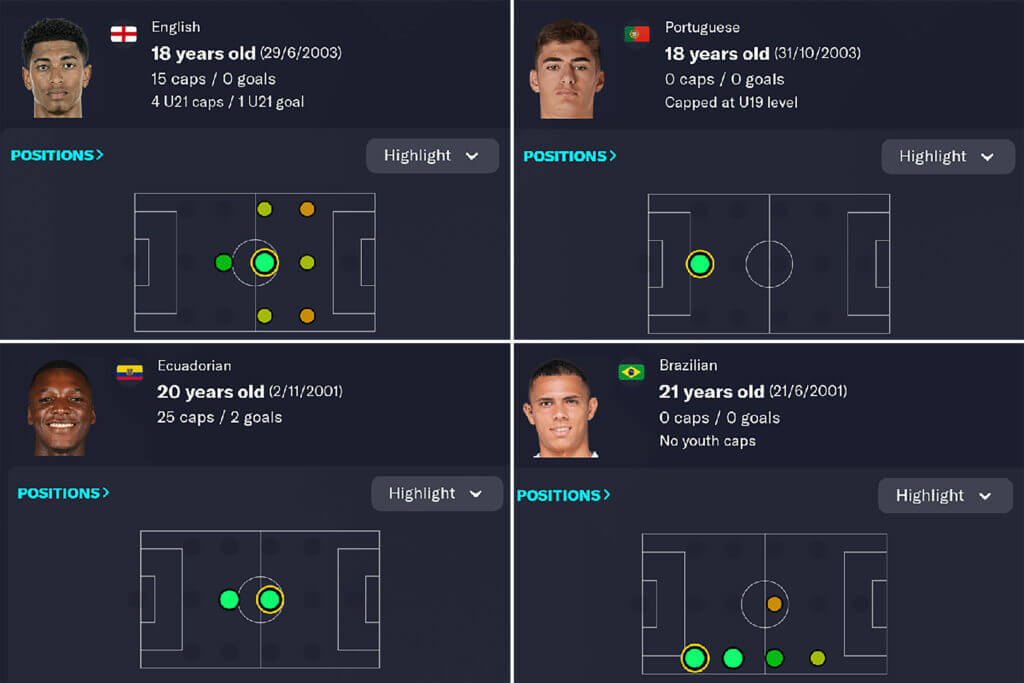 English
18 years old (29/6/2003)
15 caps / 0 goals
4 U21 caps / 1 U21 goal
POSITIONS>
Highlight
Portuguese
18 years old (31/10/2003)
0 caps / 0 goals
Capped at U19 level
POSITIONS>
Highlight
Ecuadorian
20 years old (2/11/2001)
25 caps / 2 goals
POSITIONS>
Highlight
Brazilian
21 years old (21/6/2001)
0 caps / 0 goals
No youth caps
POSITIONS>
Highlight